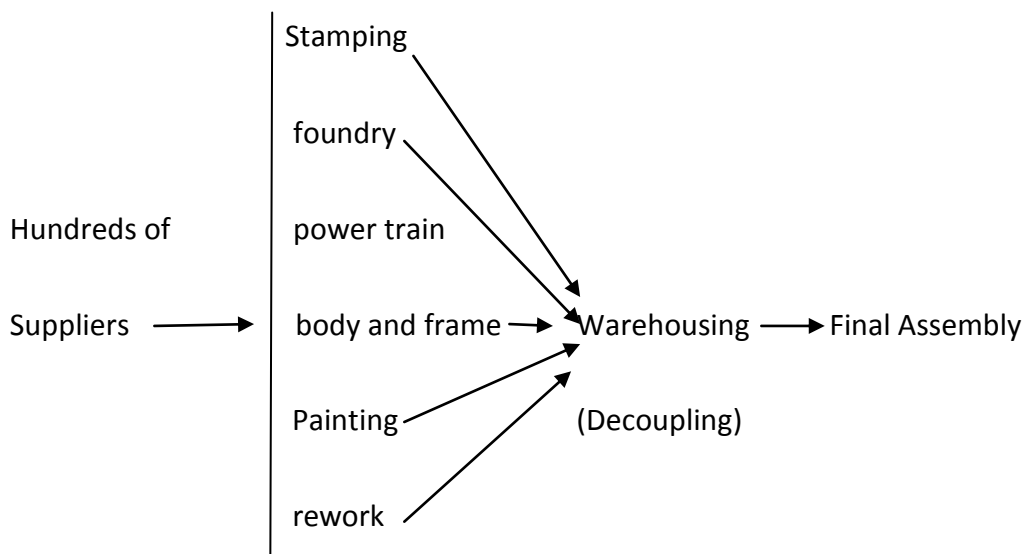 Stamping
foundry
Hundreds of
power train
Suppliers
body and frame
Warehousing
Final Assembly
Painting
(Decoupling)
rework